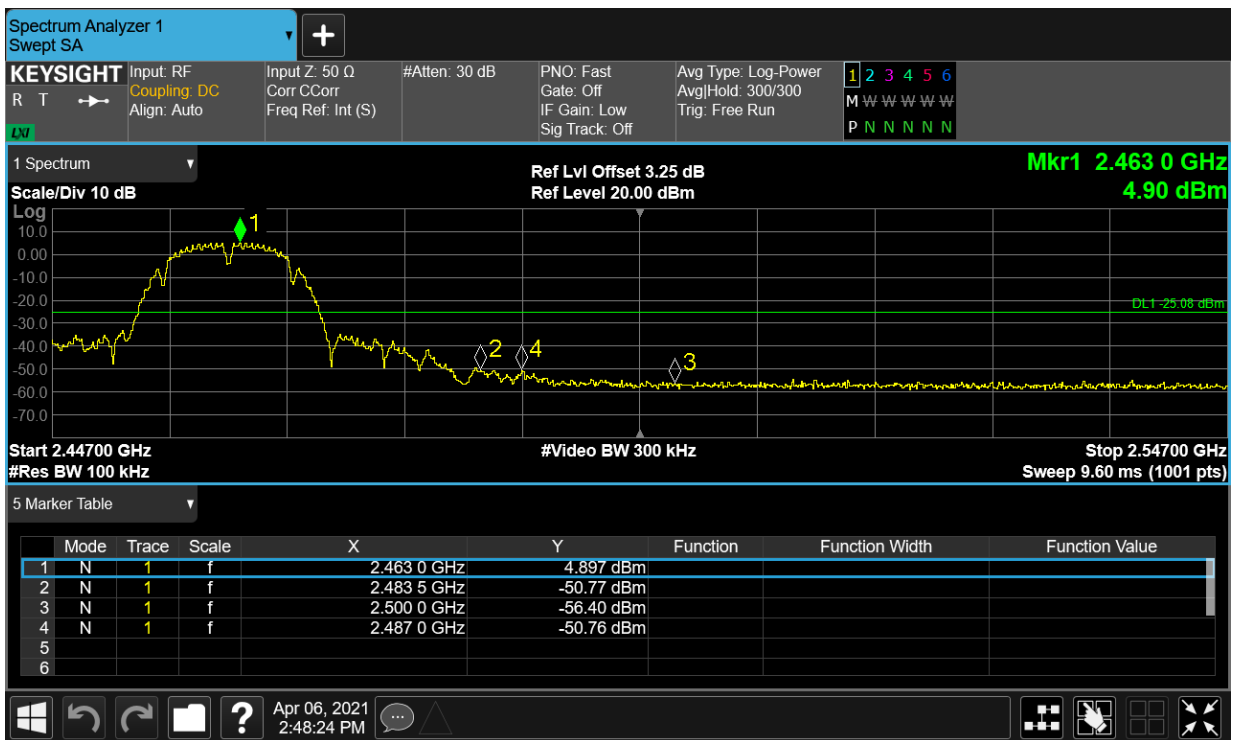 Spectrum Analyzer 1
Swept SA
KEYSIGHT
R T
LXI
Input: RF
Coupling: DC
Align: Auto
Input Z: 50 Ω
Corr CCorr
Freq Ref: Int (S)
#Atten: 30 dB
PNO: Fast
Gate: Off
IF Gain: Low
Sig Track: Off
Avg Type: Log-Power
Avg|Hold: 300/300
Trig: Free Run
1 2 3 4 5 6
M W W W W W
P N N N N N
1 Spectrum
Scale/Div 10 dB
Ref Lvl Offset 3.25 dB
Ref Level 20.00 dBm
Mkr1 2.463 0 GHz
4.90 dBm
Log
10.0
0.00
-10.0
-20.0
-30.0
-40.0
-50.0
-60.0
-70.0
1
2
4
3
DL1 -25.08 dBm
Start 2.44700 GHz
#Res BW 100 kHz
#Video BW 300 kHz
Stop 2.54700 GHz
Sweep 9.60 ms (1001 pts)
5 Marker Table
Mode Trace Scale X Y Function Function Width Function Value
1 N 1 f 2.463 0 GHz 4.897 dBm
2 N 1 f 2.483 5 GHz -50.77 dBm
3 N 1 f 2.500 0 GHz -56.40 dBm
4 N 1 f 2.487 0 GHz -50.76 dBm
5
6
?
Apr 06, 2021
2:48:24 PM